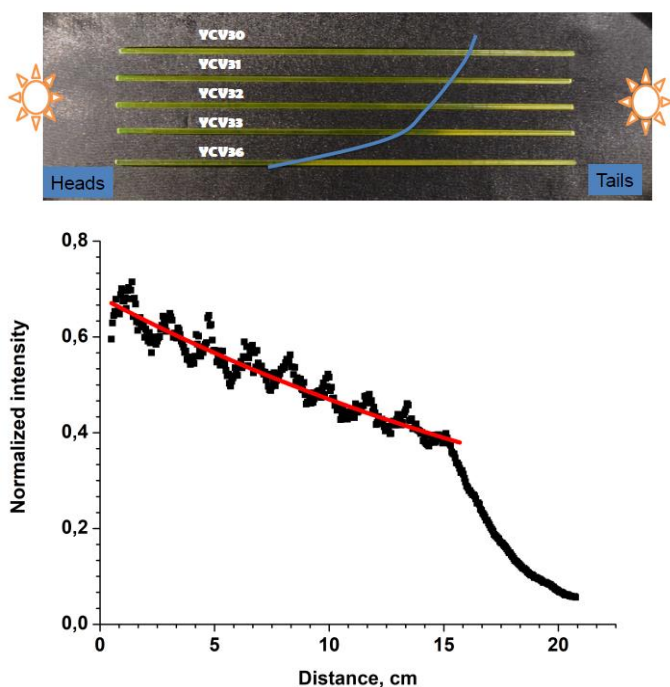 YCV30
YCV31
YCV32
YCV33
YCV36
Heads
Tails
0,8
0,6
0,4
0,2
0,0
Normalized intensity
0
5
10
15
20
Distance, cm